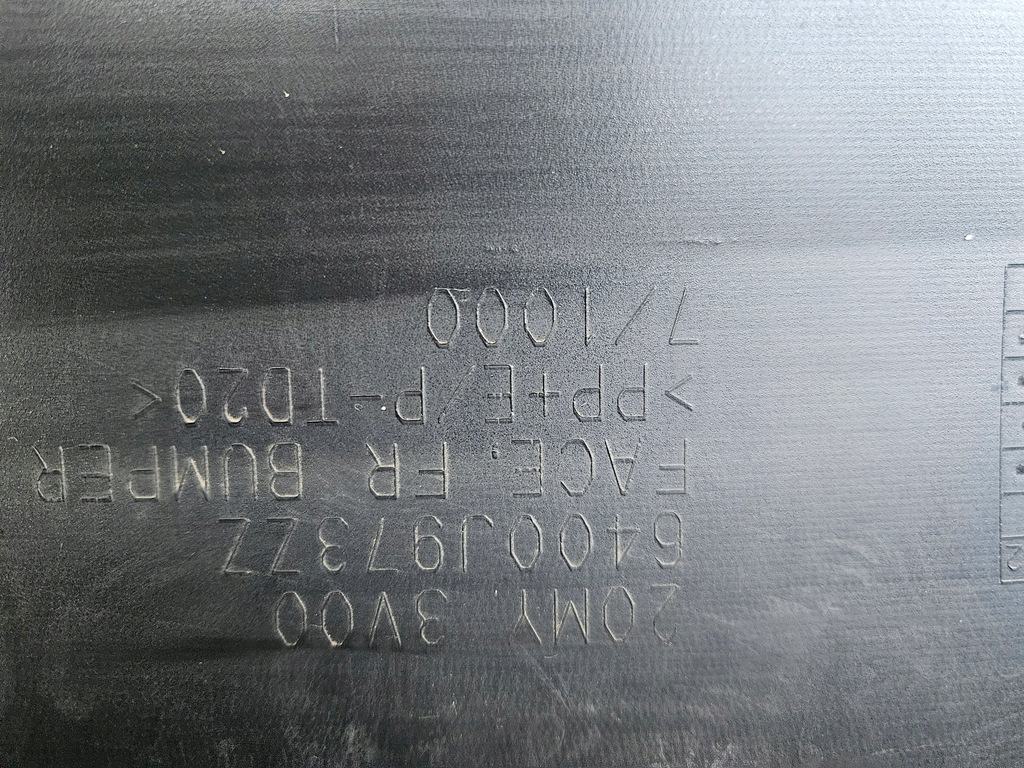 20MY 3V00
6400J973ZZ
FACE, FR BUMPER
>PP+E/P-TD20<
7/1000